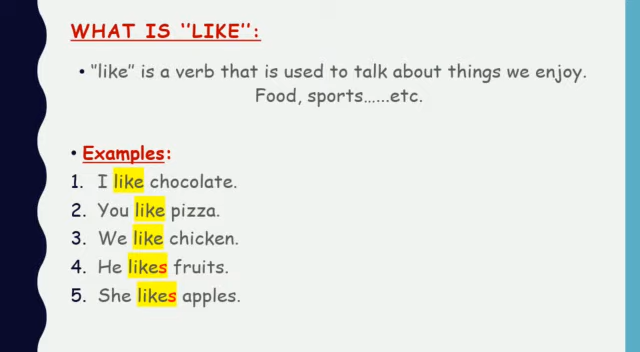 WHAT IS ‘‘LIKE’’:
• ‘‘like’’ is a verb that is used to talk about things we enjoy.
Food, sports…...etc.
• Examples:
1. I like chocolate.
2. You like pizza.
3. We like chicken.
4. He likes fruits.
5. She likes apples.